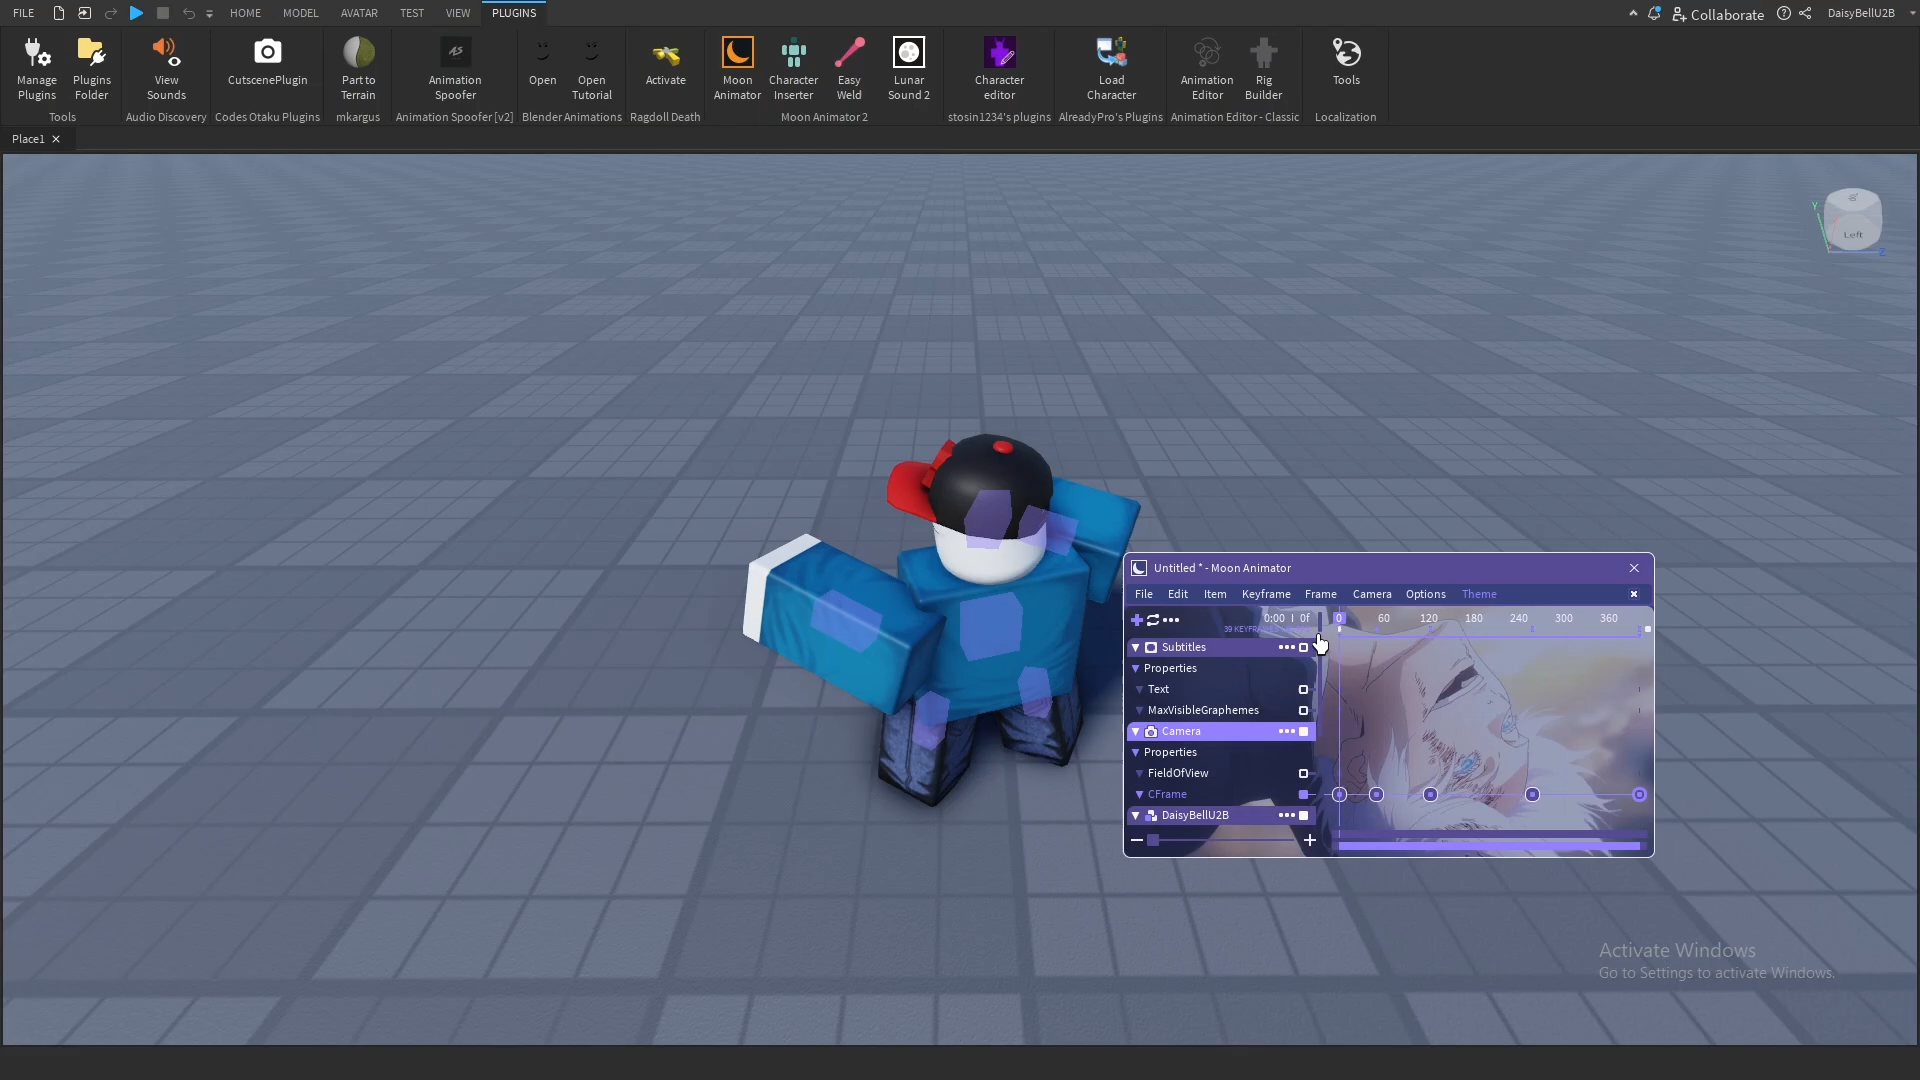 FILE HOME MODEL AVATAR TEST VIEW PLUGINS Collaborate DaisyBellU2B
Manage Plugins
Plugins Folder
Tools
View Sounds
Audio Discovery
CutscenePlugin
Codes Otaku Plugins
Part to Terrain
mkargus
Animation Spoofer
Animation Spoofer [v2]
Open
Open Tutorial
Blender Animations
Activate
Ragdoll Death
Moon Animator
Character Inserter
Easy Weld
Lunar Sound 2
Moon Animator 2
Character editor
stosin1234's plugins
Load Character
AlreadyPro's Plugins
Animation Editor
Rig Builder
Animation Editor - Classic
Tools
Localization
Place1
Y
Left
Z
Untitled * - Moon Animator
File Edit Item Keyframe Frame Camera Options Theme
0:00 | 0f 0 60 120 180 240 300 360
Subtitles
Properties
Text
MaxVisibleGraphemes
Camera
Properties
FieldOfView
CFrame
DaisyBellU2B
Activate Windows
Go to Settings to activate Windows.